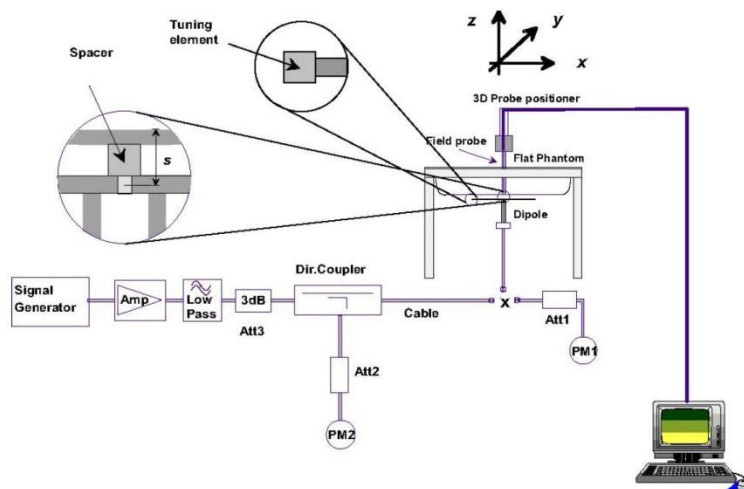 Tuning
element
Spacer
s
z
y
x
3D Probe positioner
Field probe
Flat Phantom
Dipole
Dir.Coupler
Signal
Generator
Amp
Low
Pass
3dB
Att3
Cable
x
Att1
PM1
Att2
PM2